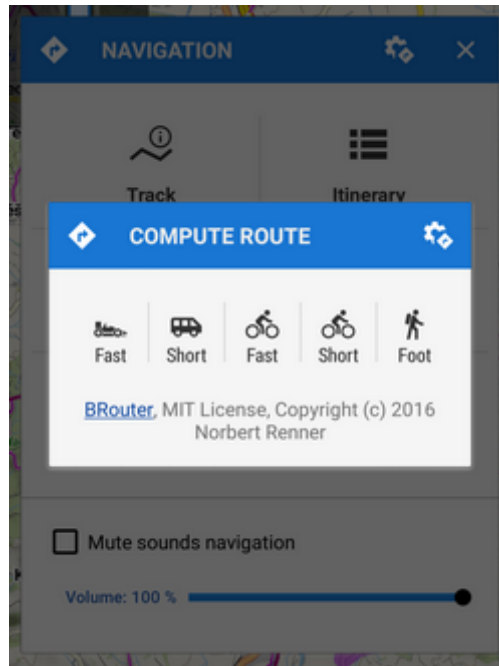 NAVIGATION
Track Itinerary
COMPUTE ROUTE
Fast Short Fast Short Foot
BRouter, MIT License, Copyright (c) 2016
Norbert Renner
Mute sounds navigation
Volume: 100 %